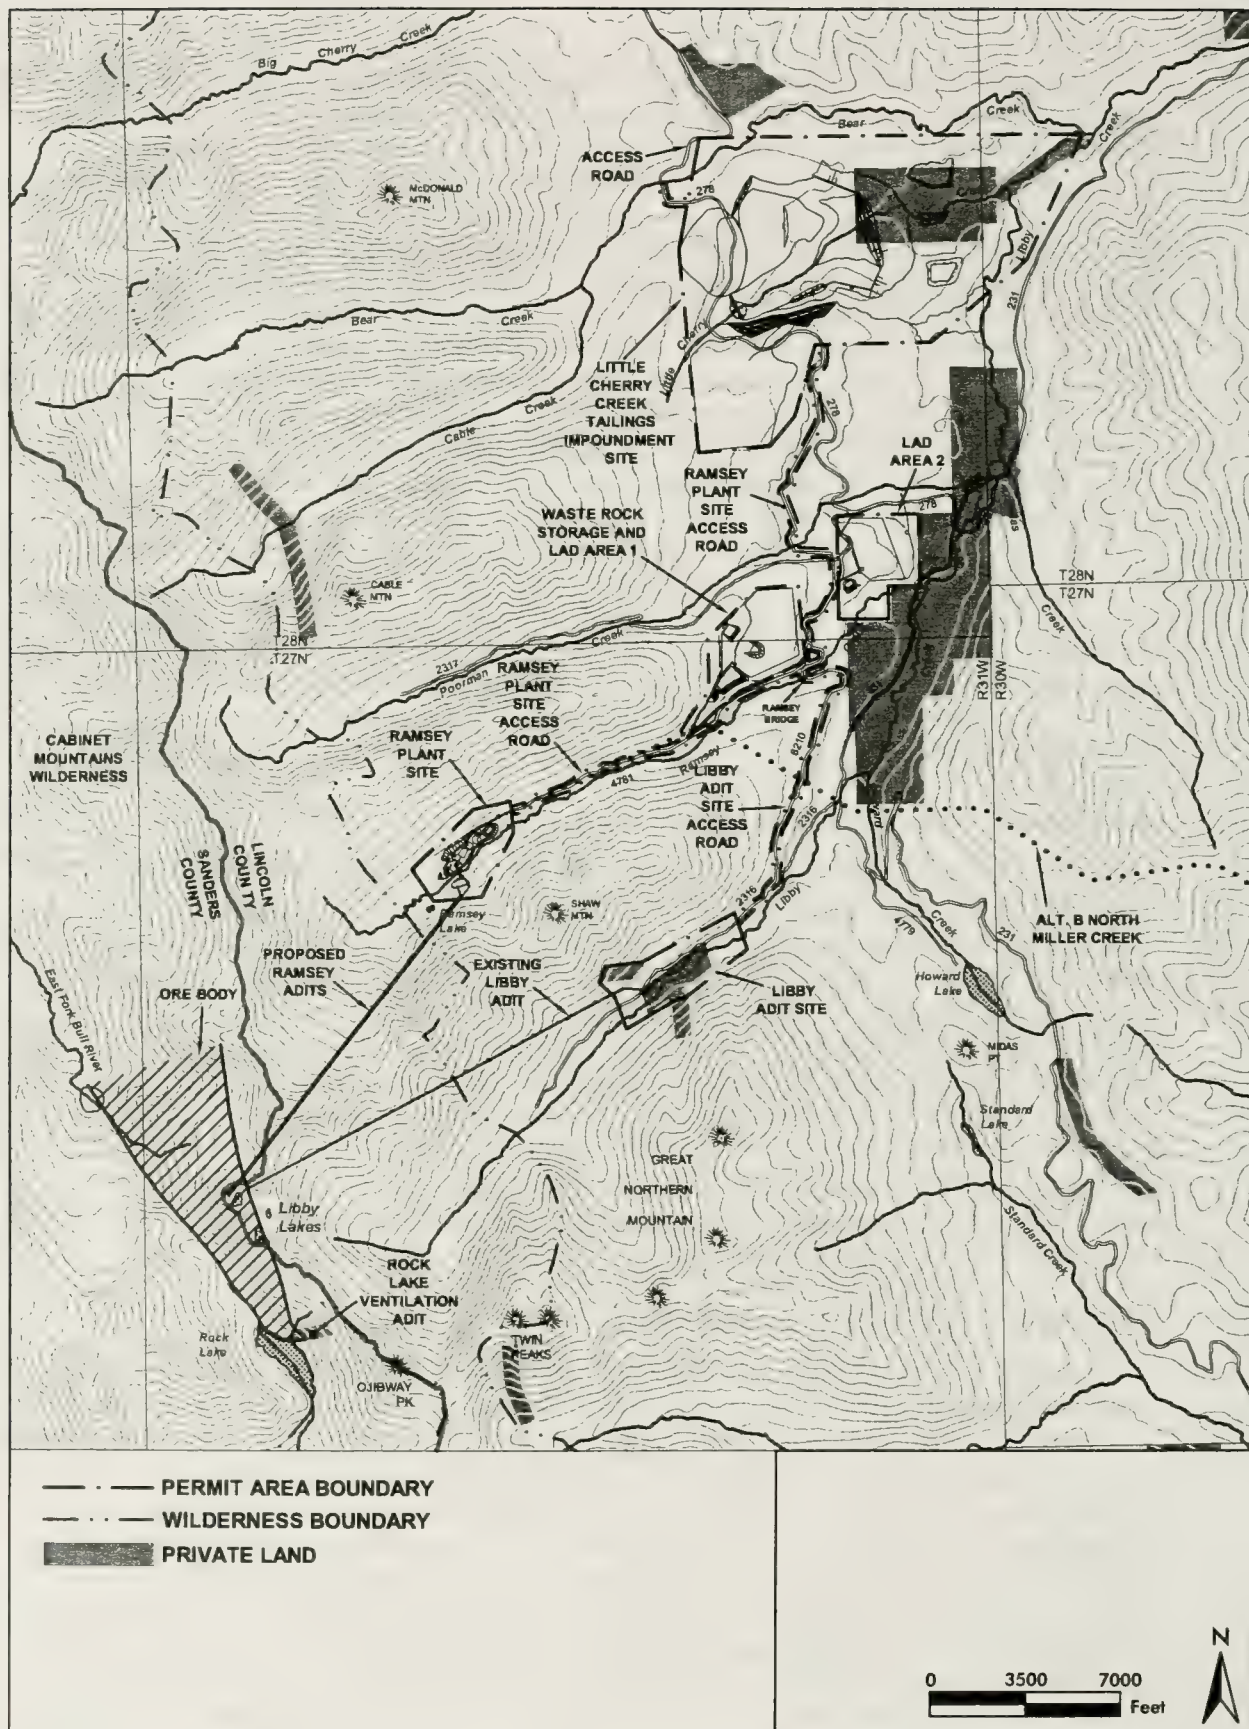 Big Cherry Creek
Bear Creek
Creek
ACCESS
ROAD
McDONALD
MTN
278
Libby
231
Bear Creek
Little Cherry
LITTLE
CHERRY
CREEK
TAILINGS
IMPOUNDMENT
SITE
278
Cable Creek
LAD
AREA 2
RAMSEY
PLANT
SITE
ACCESS
ROAD
278
WASTE ROCK
STORAGE AND
LAD AREA 1
CABLE
MTN
T28N
T27N
Creek
T28N
T27N
2317
Poorman Creek
RAMSEY
PLANT
SITE
ACCESS
ROAD
R31W
R30W
RAMSEY
BRIDGE
CABINET
MOUNTAINS
WILDERNESS
RAMSEY
PLANT
SITE
Ramsey
4781
6210
LIBBY
ADIT
SITE
ACCESS
ROAD
2316
LINCOLN
COUNTY
SANDERS
COUNTY
2316
Libby
SHAW
MTN
Ramsey
Lake
Creek
4779
231
ALT. B NORTH
MILLER CREEK
PROPOSED
RAMSEY
ADITS
EXISTING
LIBBY
ADIT
ORE BODY
East Fork Bull River
Howard
Lake
LIBBY
ADIT SITE
MIDAS
PT
Standard
Lake
GREAT
NORTHERN
MOUNTAIN
Libby
Lakes
Standard Creek
ROCK
LAKE
VENTILATION
ADIT
Rock
Lake
TWIN
PEAKS
OJIBWAY
PK
PERMIT AREA BOUNDARY
WILDERNESS BOUNDARY
PRIVATE LAND
N
0 3500 7000
Feet